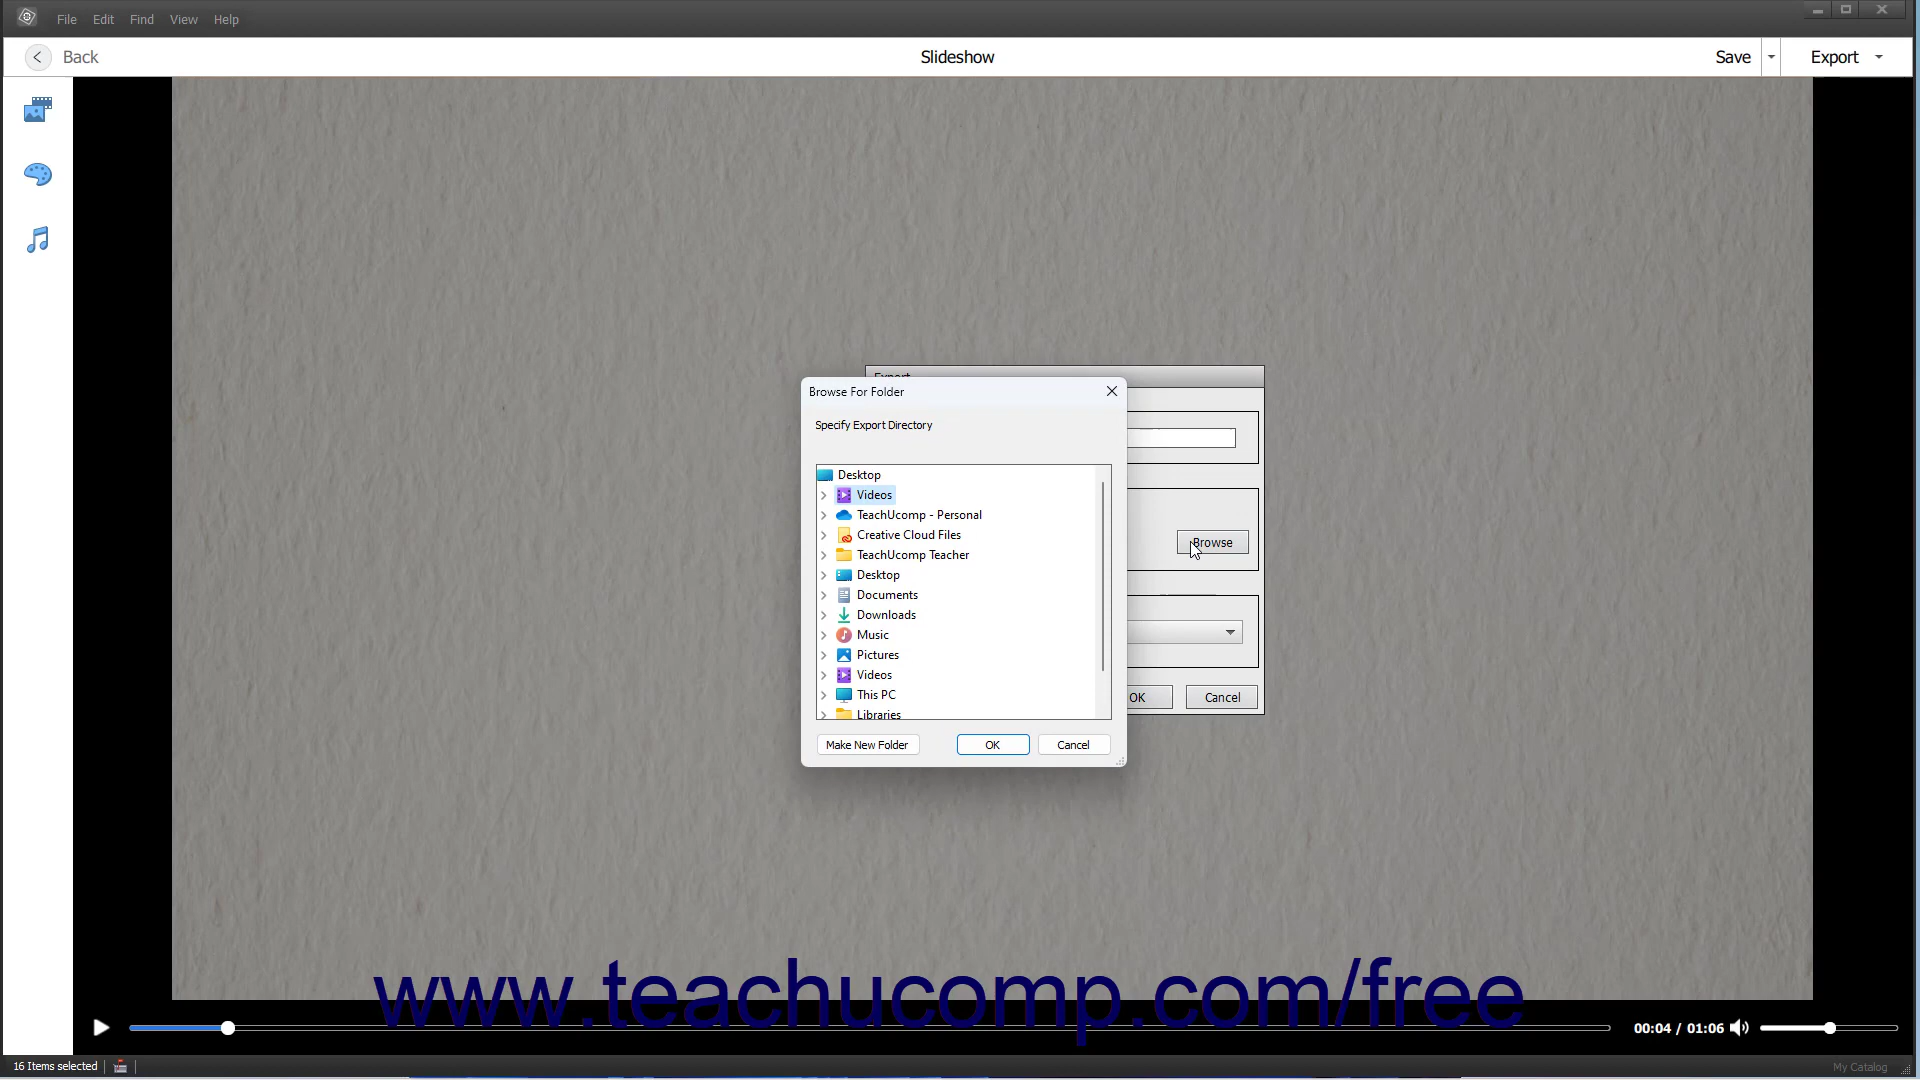 File Edit Find View Help
Back Slideshow Save Export
Export
Browse For Folder
Specify Export Directory
Desktop
Videos
TeachUcomp - Personal
Creative Cloud Files
TeachUcomp Teacher
Desktop
Documents
Downloads
Music
Pictures
Videos
This PC
Libraries
Make New Folder OK Cancel
Browse
OK Cancel
www.teachucomp.com/free
00:04 / 01:06
16 Items selected
My Catalog